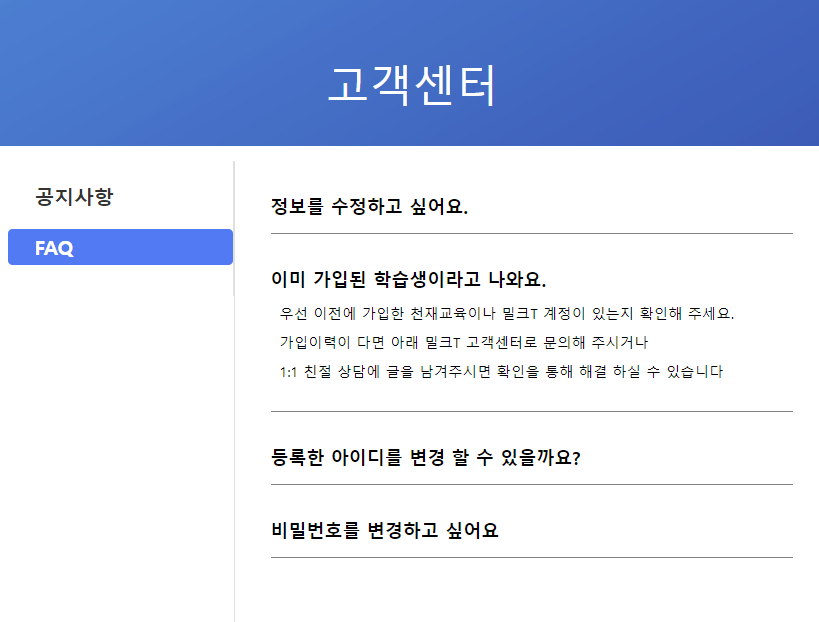 고객센터
공지사항
FAQ
정보를 수정하고 싶어요.
이미 가입된 학습생이라고 나와요.
우선 이전에 가입한 천재교육이나 밀크T 계정이 있는지 확인해 주세요.
가입이력이 다면 아래 밀크T 고객센터로 문의해 주시거나
1:1 친절 상담에 글을 남겨주시면 확인을 통해 해결 하실 수 있습니다
등록한 아이디를 변경 할 수 있을까요?
비밀번호를 변경하고 싶어요